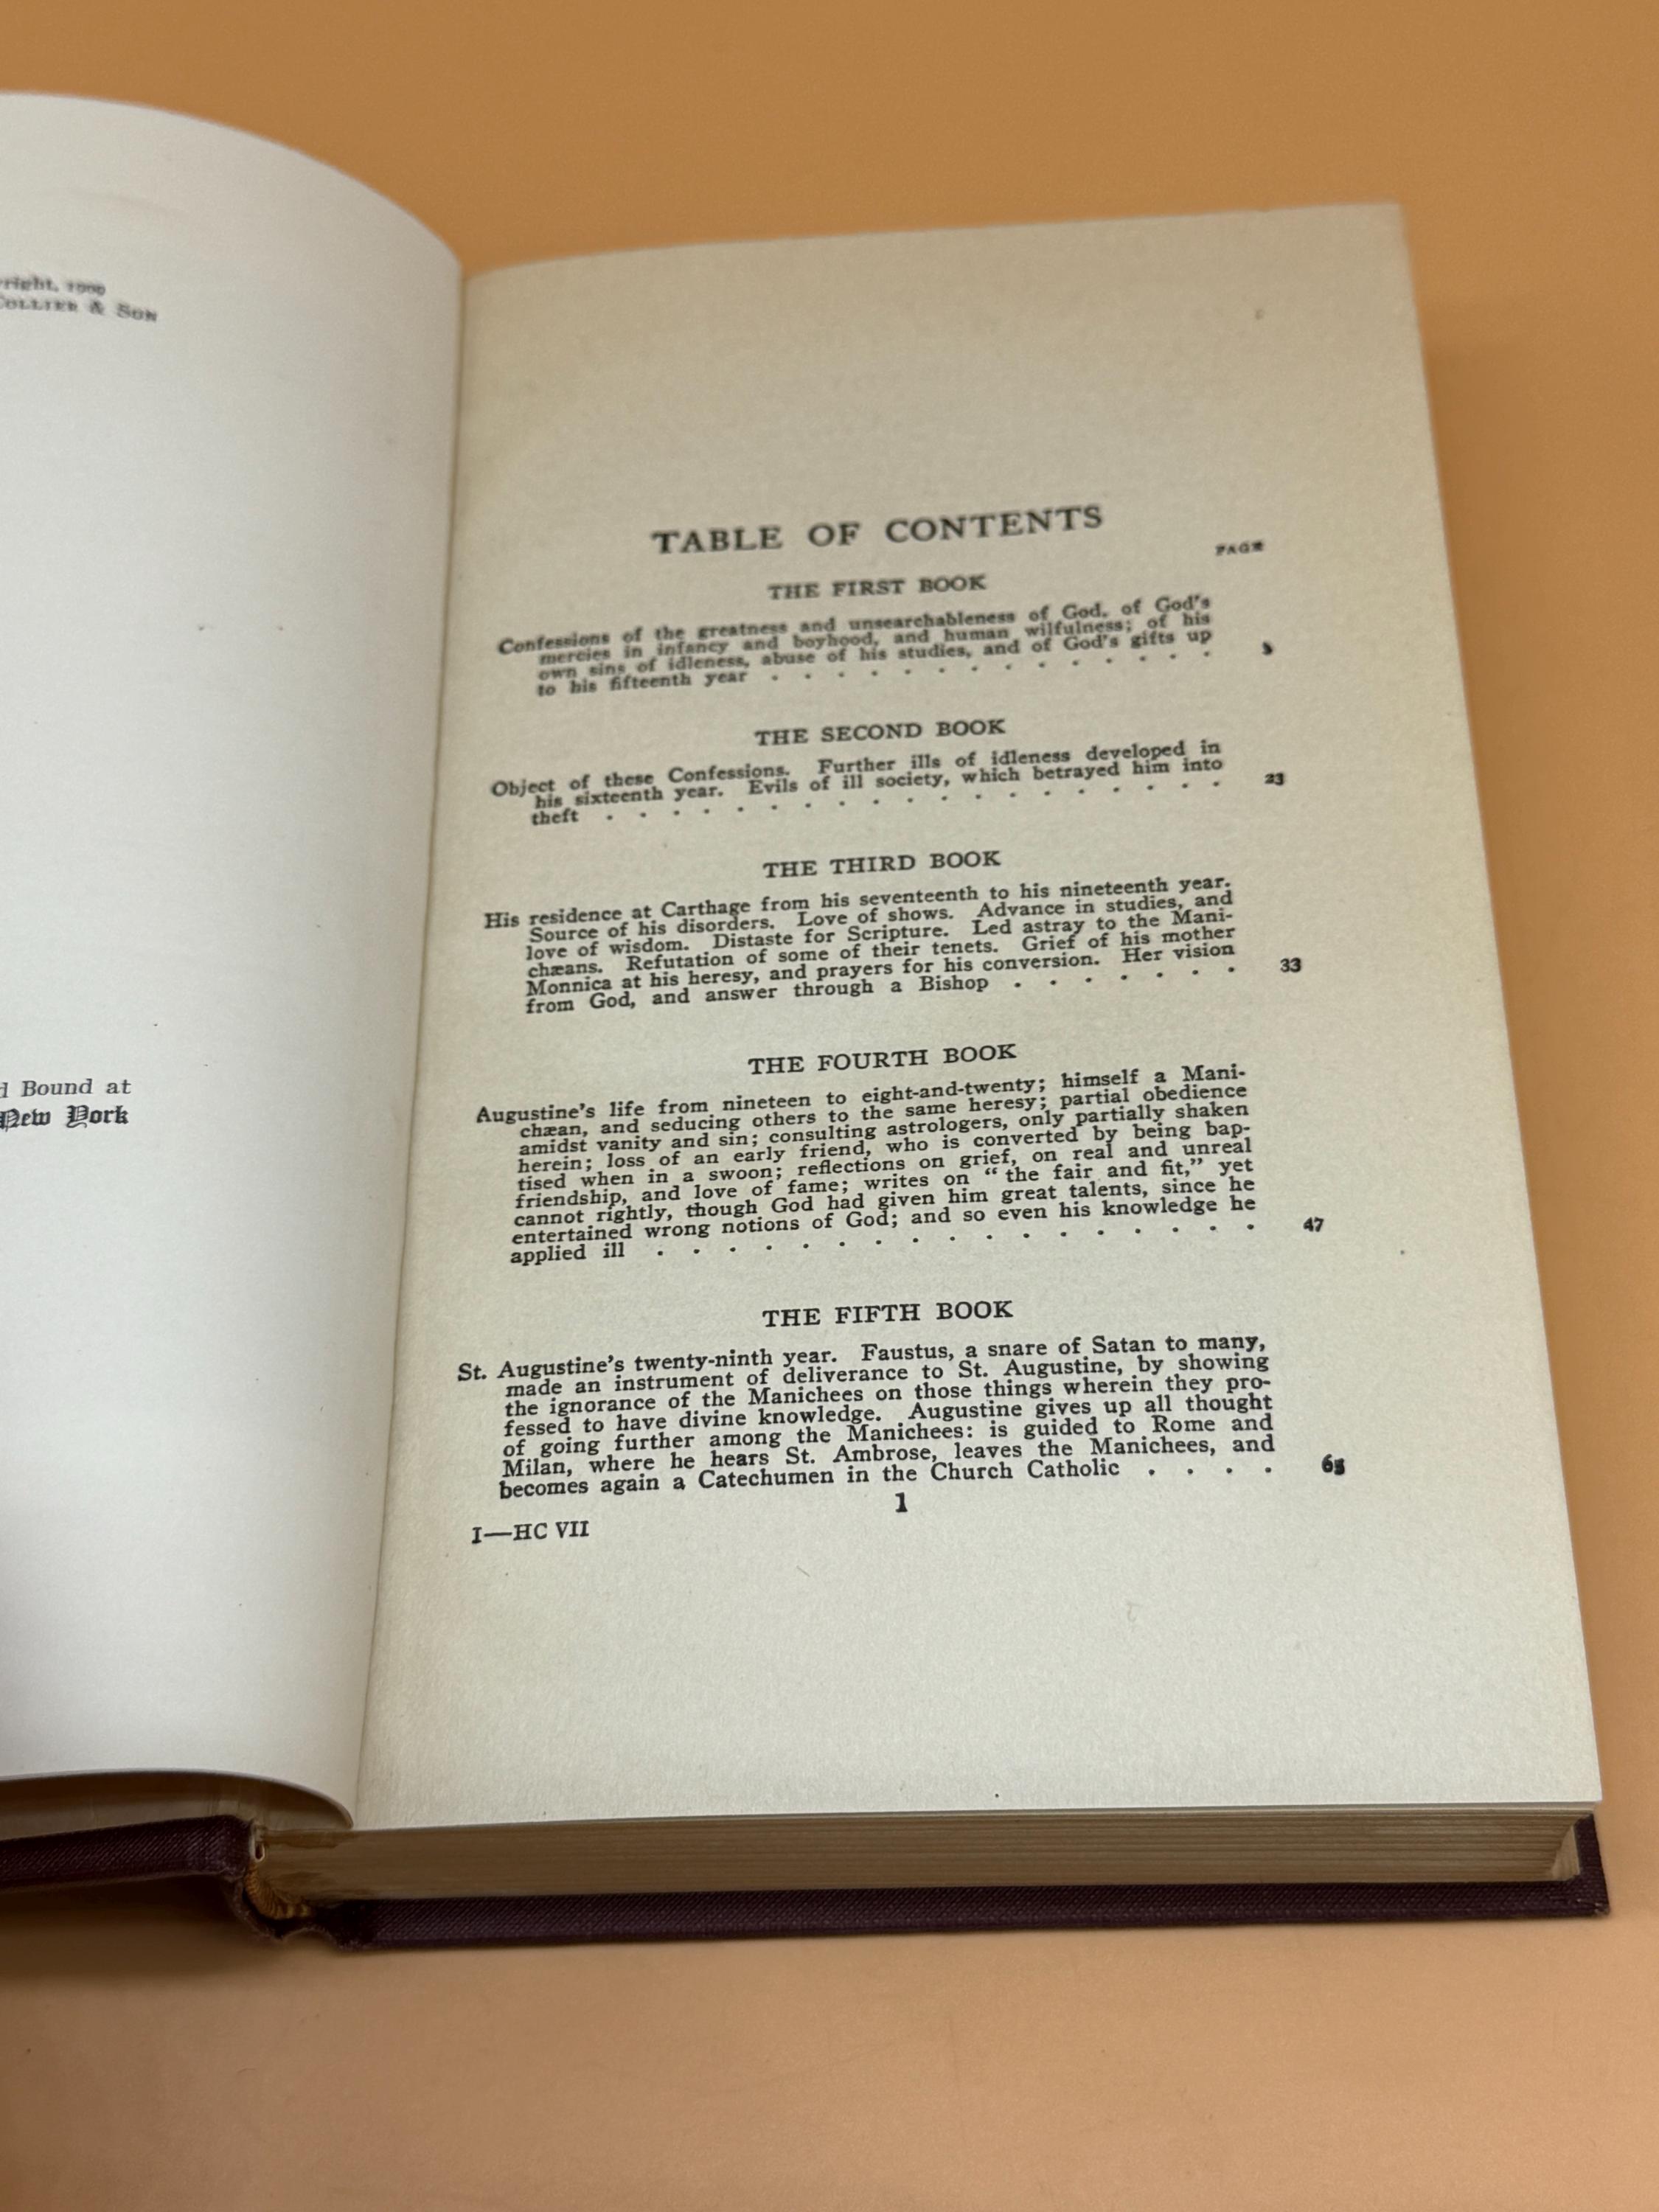 right, 1909
Collier & Son
d Bound at
New York
TABLE OF CONTENTS
PAGE
THE FIRST BOOK
Confessions of the greatness and unsearchableness of God, of God's
mercies in infancy and boyhood, and human wilfulness; of his
own sins of idleness, abuse of his studies, and of God's gifts up
to his fifteenth year . . . . . . . . . . . . . . 5
THE SECOND BOOK
Object of these Confessions. Further ills of idleness developed in
his sixteenth year. Evils of ill society, which betrayed him into
theft . . . . . . . . . . . . . . . . . . . 23
THE THIRD BOOK
His residence at Carthage from his seventeenth to his nineteenth year.
Source of his disorders. Love of shows. Advance in studies, and
love of wisdom. Distaste for Scripture. Led astray to the Mani-
chæans. Refutation of some of their tenets. Grief of his mother
Monnica at his heresy, and prayers for his conversion. Her vision
from God, and answer through a Bishop . . . . . . . 33
THE FOURTH BOOK
Augustine's life from nineteen to eight-and-twenty; himself a Mani-
chæan, and seducing others to the same heresy; partial obedience
amidst vanity and sin; consulting astrologers, only partially shaken
herein; loss of an early friend, who is converted by being bap-
tised when in a swoon; reflections on grief, on real and unreal
friendship, and love of fame; writes on "the fair and fit," yet
cannot rightly, though God had given him great talents, since he
entertained wrong notions of God; and so even his knowledge he
applied ill . . . . . . . . . . . . . . . . . 47
THE FIFTH BOOK
St. Augustine's twenty-ninth year. Faustus, a snare of Satan to many,
made an instrument of deliverance to St. Augustine, by showing
the ignorance of the Manichees on those things wherein they pro-
fessed to have divine knowledge. Augustine gives up all thought
of going further among the Manichees: is guided to Rome and
Milan, where he hears St. Ambrose, leaves the Manichees, and
becomes again a Catechumen in the Church Catholic . . . . 65
1
I—HC VII